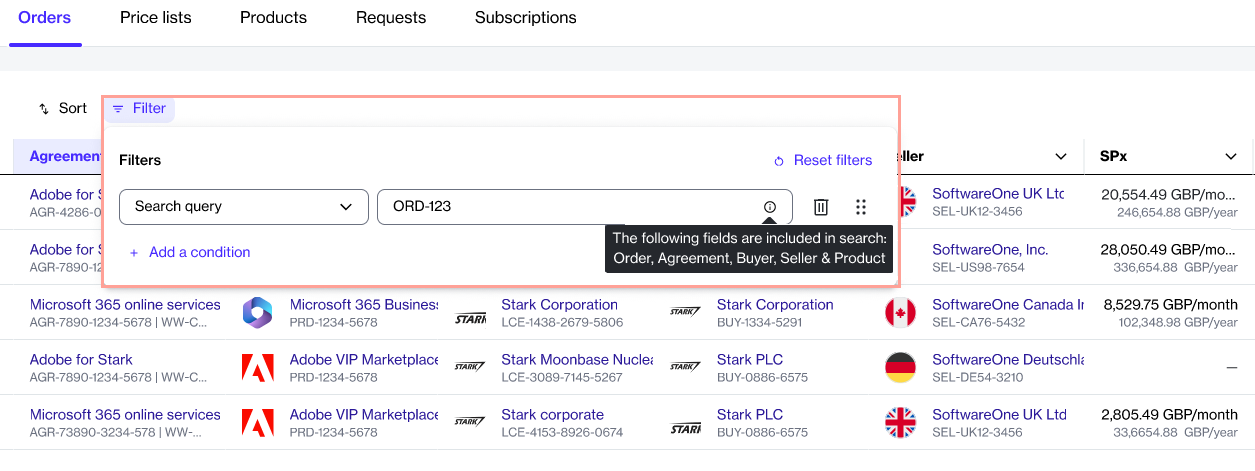 Orders Price lists Products Requests Subscriptions
Sort Filter
Filters Reset filters
Agreement ller SPx
Search query ORD-123
Add a condition
The following fields are included in search:
Order, Agreement, Buyer, Seller & Product
Adobe for S SoftwareOne UK Ltd 20,554.49 GBP/mo...
AGR-4286-0 SEL-UK12-3456 246,654.88 GBP/year
Adobe for S SoftwareOne, Inc. 28,050.49 GBP/mo...
AGR-7890-12 SEL-US98-7654 336,654.88 GBP/year
Microsoft 365 online services Microsoft 365 Business STARK Stark Corporation STARK Stark Corporation SoftwareOne Canada In 8,529.75 GBP/month
AGR-7890-1234-5678 | WW-C... PRD-1234-5678 LCE-1438-2679-5806 BUY-1334-5291 SEL-CA76-5432 102,348.98 GBP/year
Adobe for Stark Adobe VIP Marketplace STARK Stark Moonbase Nuclea STARK Stark PLC SoftwareOne Deutschla —
AGR-7890-1234-5678 | WW-C... PRD-1234-5678 LCE-3089-7145-5267 BUY-0886-6575 SEL-DE54-3210
Microsoft 365 online services Adobe VIP Marketplace STARK Stark corporate STARK Stark PLC SoftwareOne UK Ltd 2,805.49 GBP/month
AGR-73890-3234-578 | WW-... PRD-1234-5678 LCE-4153-8926-0674 BUY-0886-6575 SEL-UK12-3456 33,6654.88 GBP/year